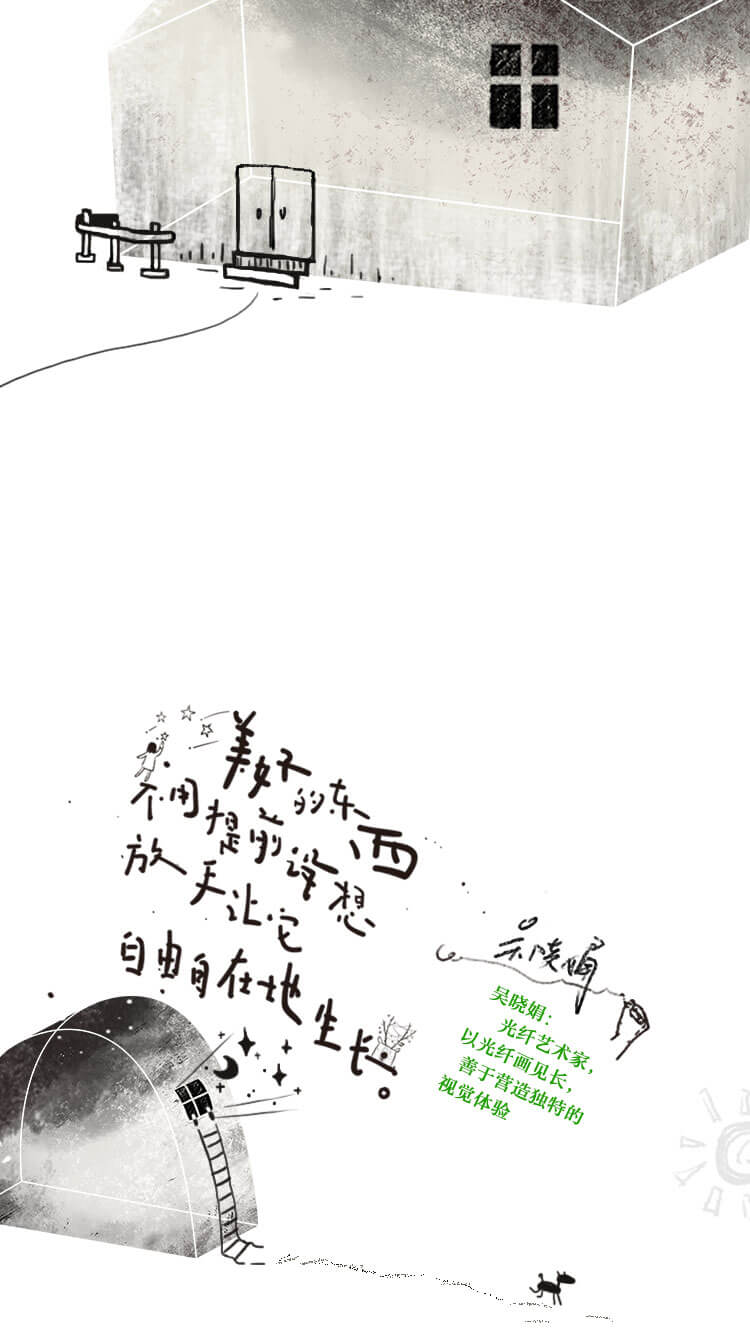 美好的东西
不用提前设想
放手让它
自由自在地生长。
吴晓娟
吴晓娟:
光纤艺术家,
以光纤画见长,
善于营造独特的
视觉体验